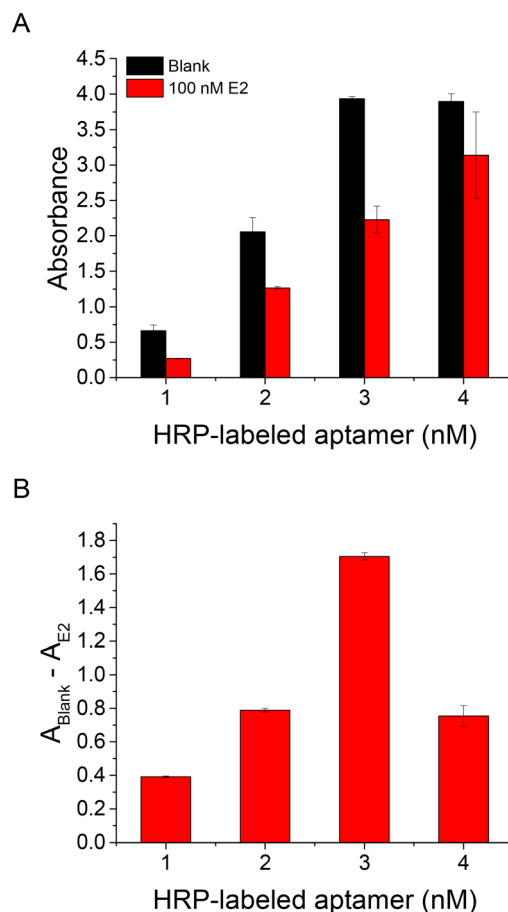 A
Blank
100 nM E2
Absorbance
4.5
4.0
3.5
3.0
2.5
2.0
1.5
1.0
0.5
0.0
1 2 3 4
HRP-labeled aptamer (nM)
B
A_Blank - A_E2
1.8
1.6
1.4
1.2
1.0
0.8
0.6
0.4
0.2
0.0
1 2 3 4
HRP-labeled aptamer (nM)